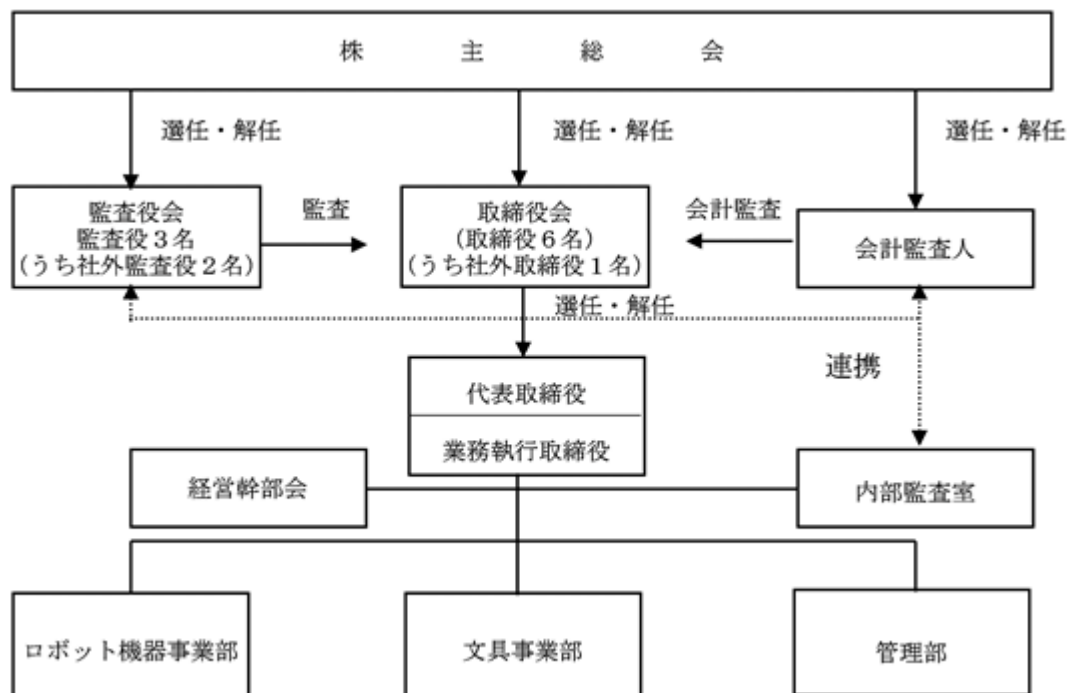 株主総会
選任・解任
選任・解任
選任・解任
監査役会
監査役3名
(うち社外監査役2名)
監査
取締役会
(取締役6名)
(うち社外取締役1名)
会計監査
会計監査人
選任・解任
連携
代表取締役
業務執行取締役
経営幹部会
内部監査室
ロボット機器事業部
文具事業部
管理部